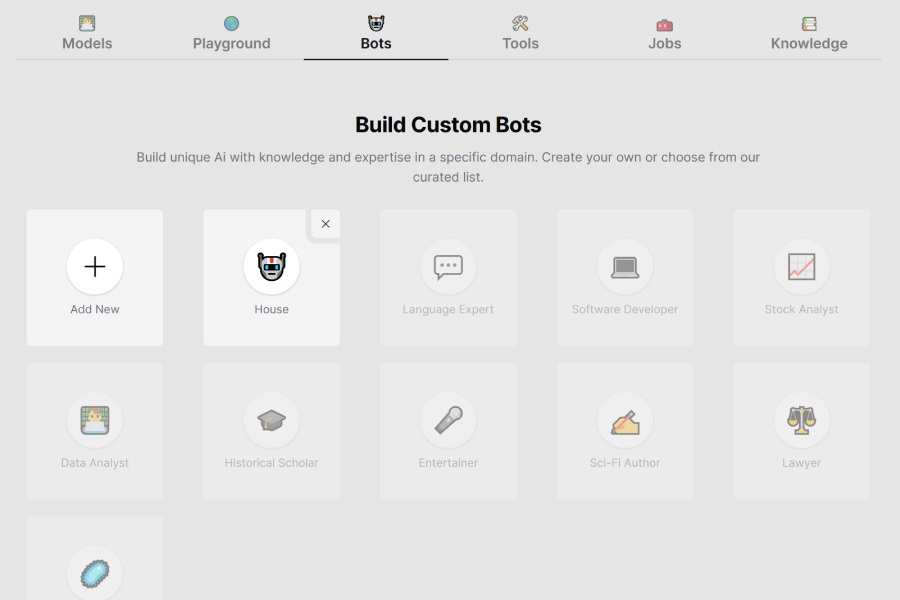 Models
Playground
Bots
Tools
Jobs
Knowledge
Build Custom Bots
Build unique Ai with knowledge and expertise in a specific domain. Create your own or choose from our
curated list.
Add New
House
Language Expert
Software Developer
Stock Analyst
Data Analyst
Historical Scholar
Entertainer
Sci-Fi Author
Lawyer